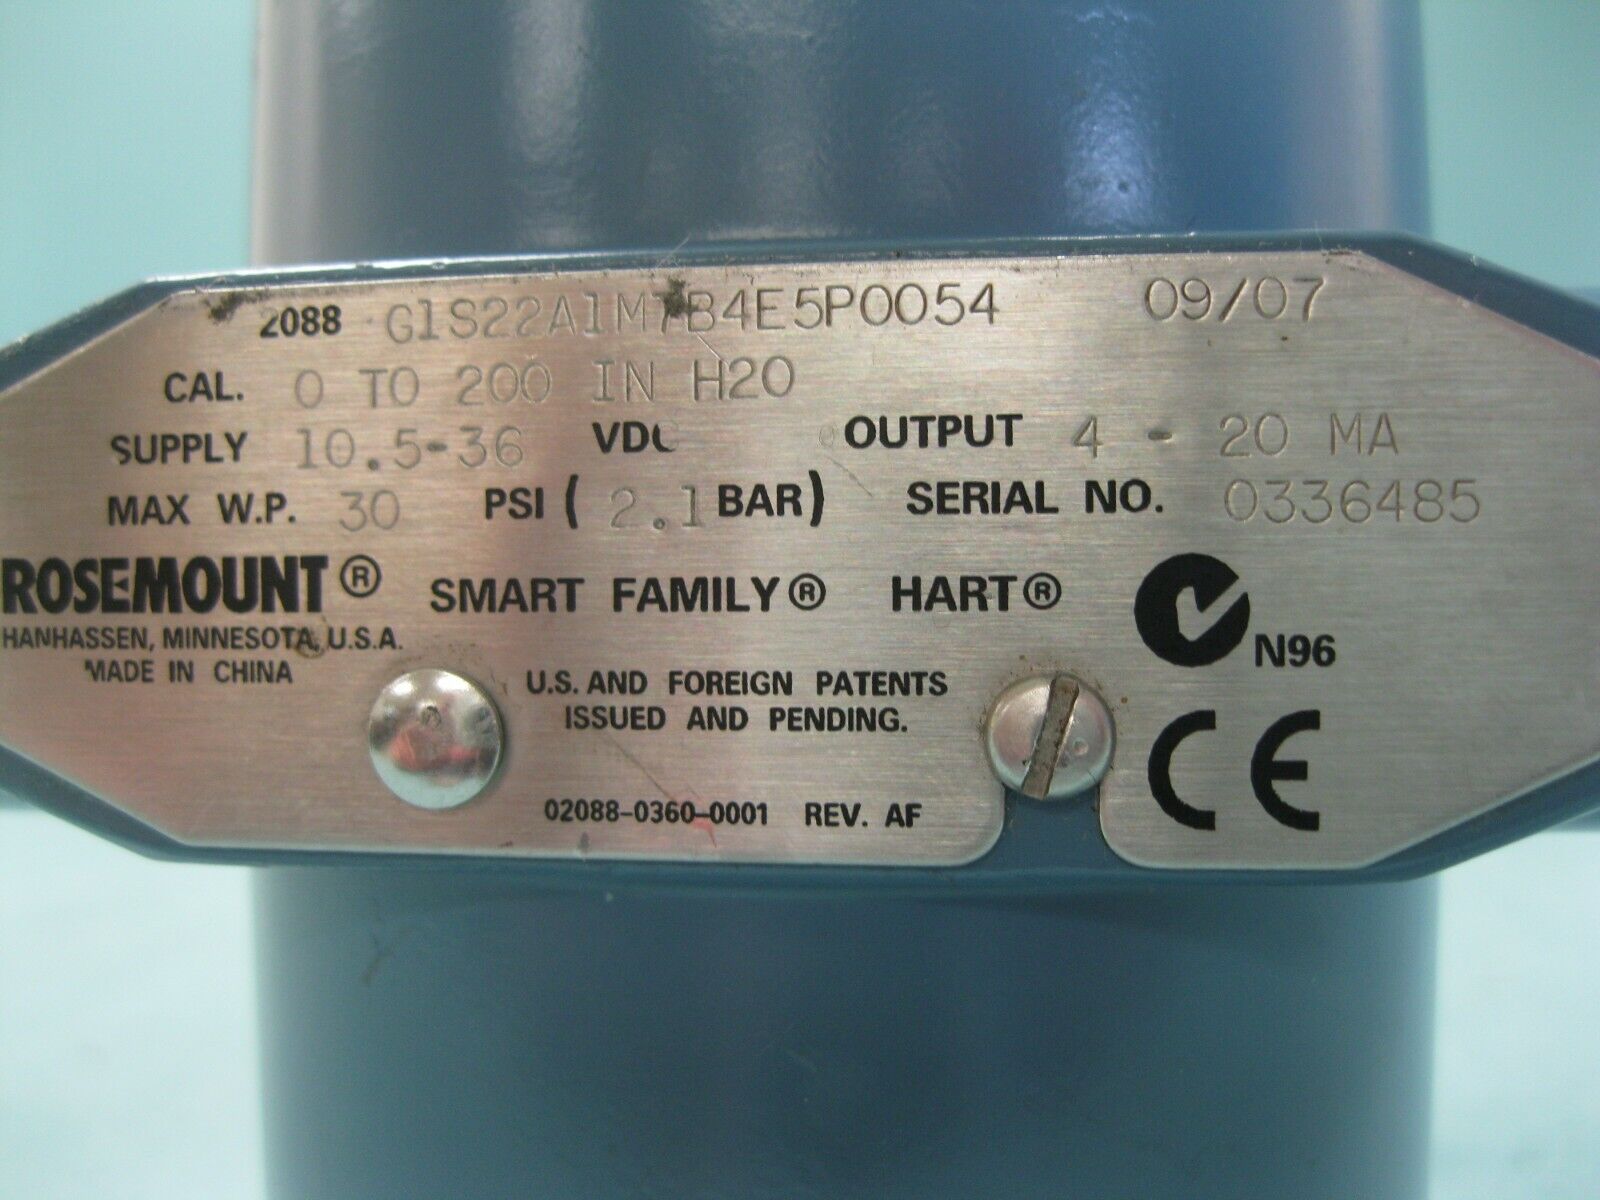 2088 G1S22A1M7B4E5P0054 09/07
CAL. 0 TO 200 IN H2O
SUPPLY 10.5-36 VDC OUTPUT 4 - 20 MA
MAX W.P. 30 PSI ( 2.1 BAR) SERIAL NO. 0336485
ROSEMOUNT® SMART FAMILY® HART®
HANHASSEN, MINNESOTA, U.S.A.
MADE IN CHINA
N96
U.S. AND FOREIGN PATENTS
ISSUED AND PENDING.
CE
02088-0360-0001 REV. AF